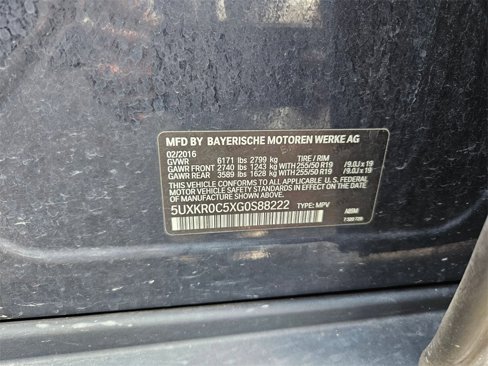 MFD BY BAYERISCHE MOTOREN WERKE AG
02/2016
GVWR 6171 lbs 2799 kg TIRE / RIM
GAWR FRONT 2740 lbs 1243 kg WITH 255/50 R19 /9.0J x 19
GAWR REAR 3589 lbs 1628 kg WITH 255/50 R19 /9.0J x 19
THIS VEHICLE CONFORMS TO ALL APPLICABLE U.S. FEDERAL
MOTOR VEHICLE SAFETY STANDARDS IN EFFECT ON THE
DATE OF MANUFACTURE SHOWN ABOVE.
5UXKR0C5XG0S88222 TYPE: MPV